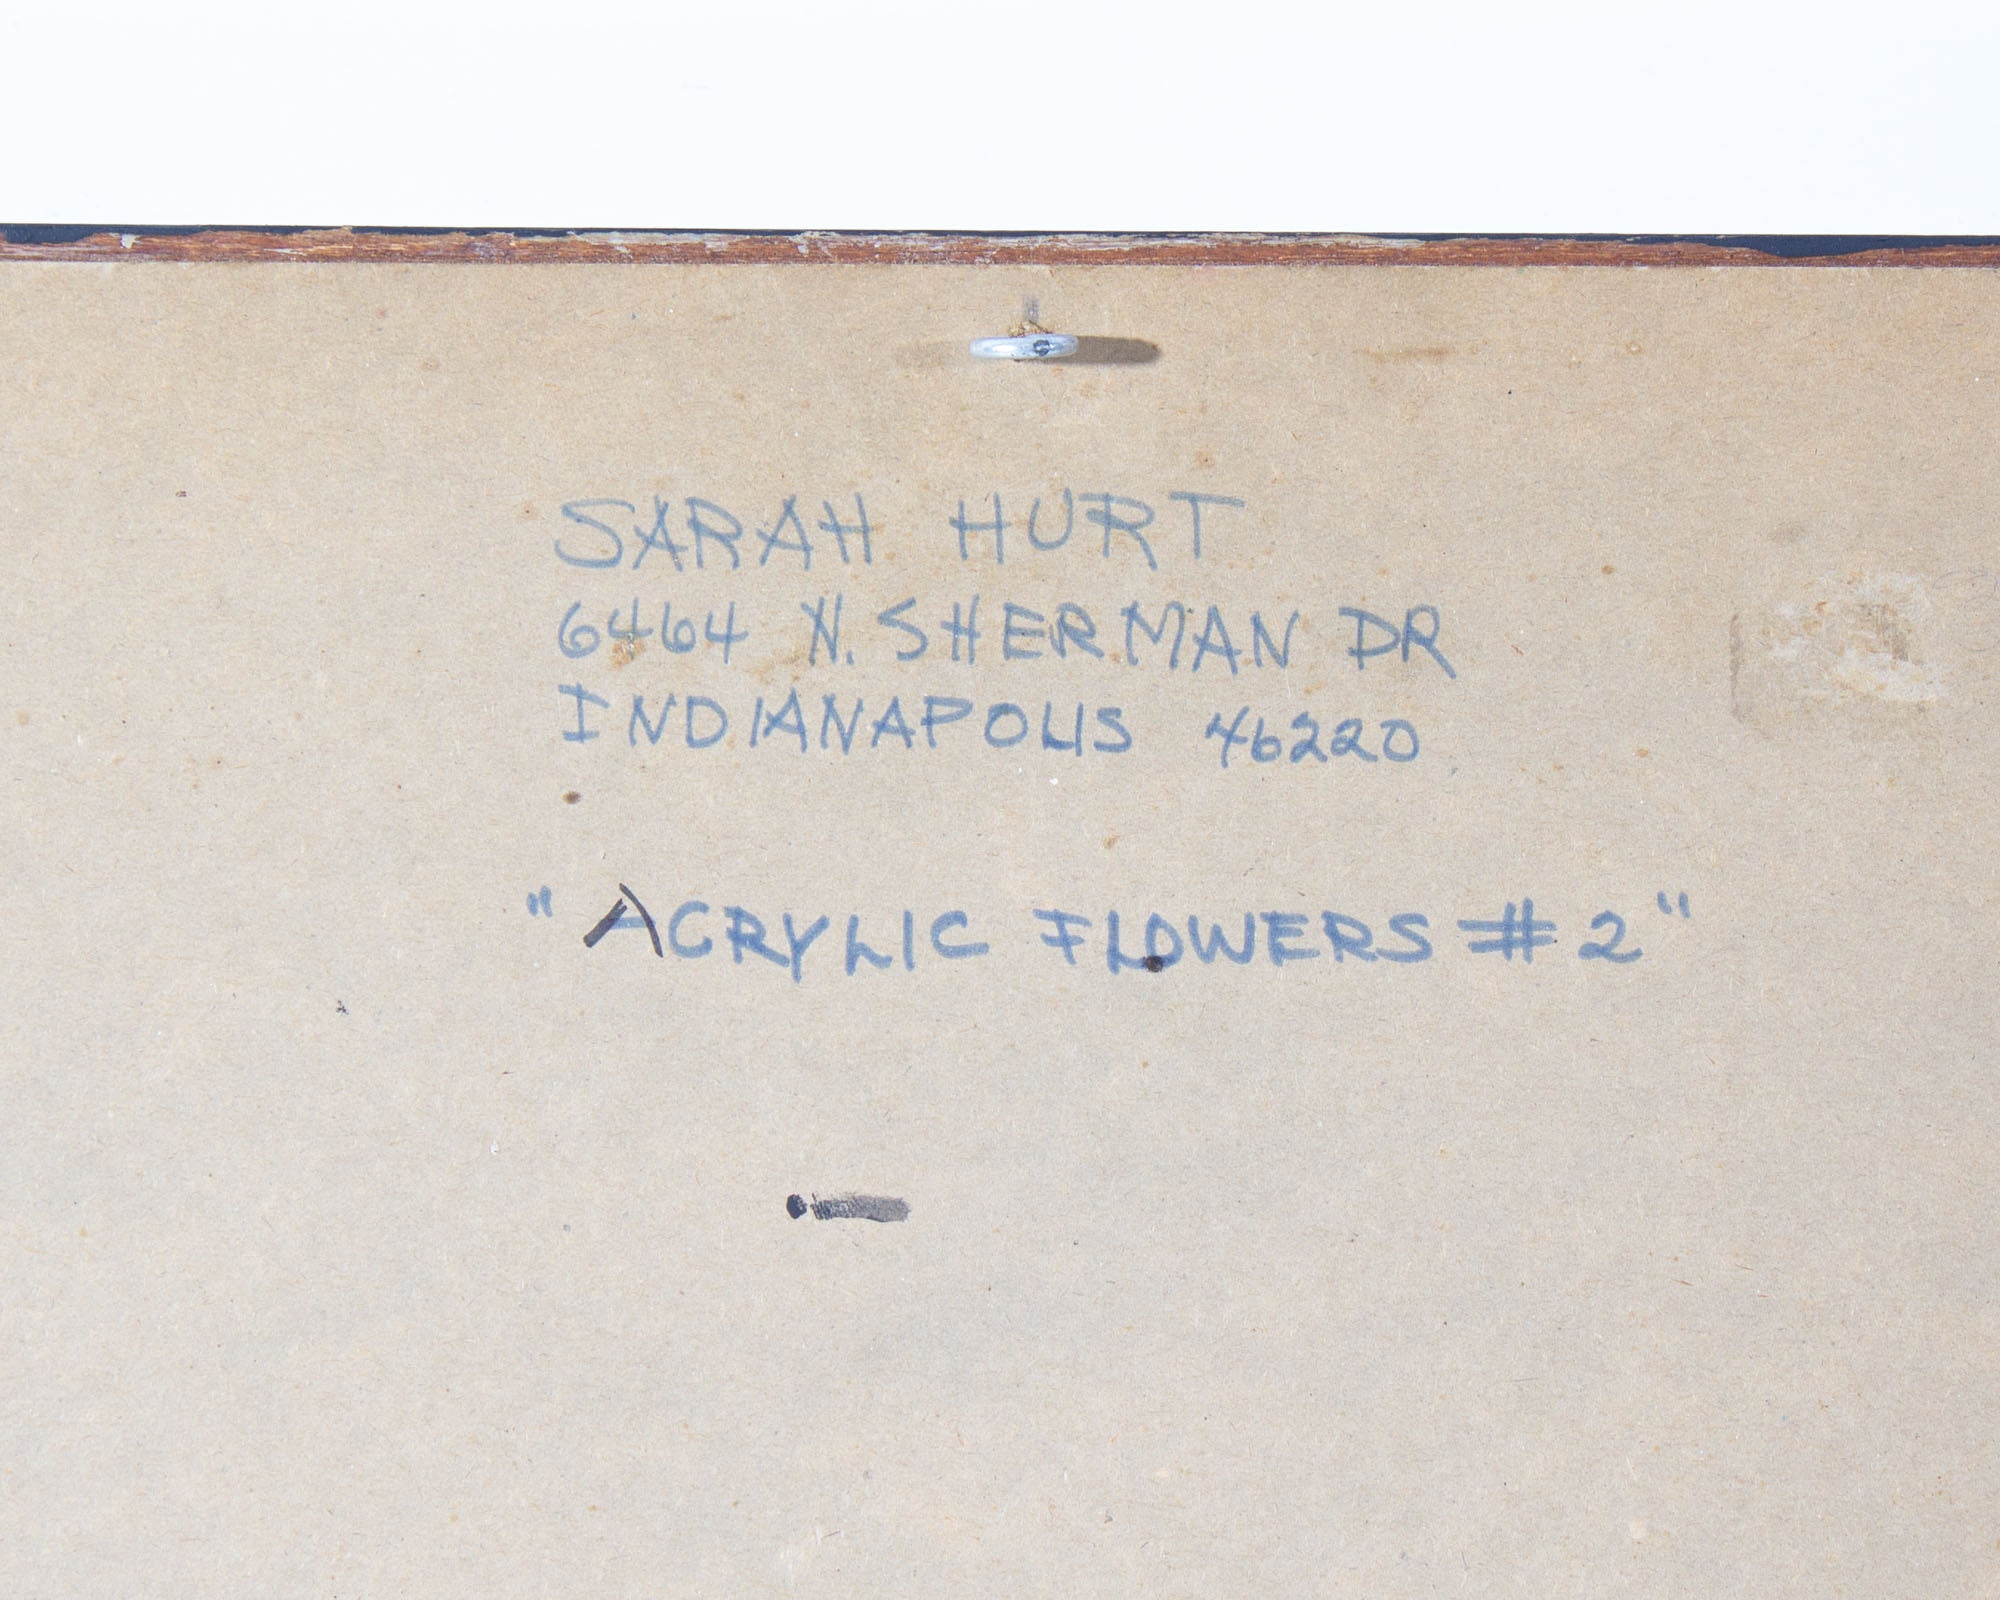 SARAH HURT
6464 N. SHERMAN DR
INDIANAPOLIS 46220
"ACRYLIC FLOWERS #2"